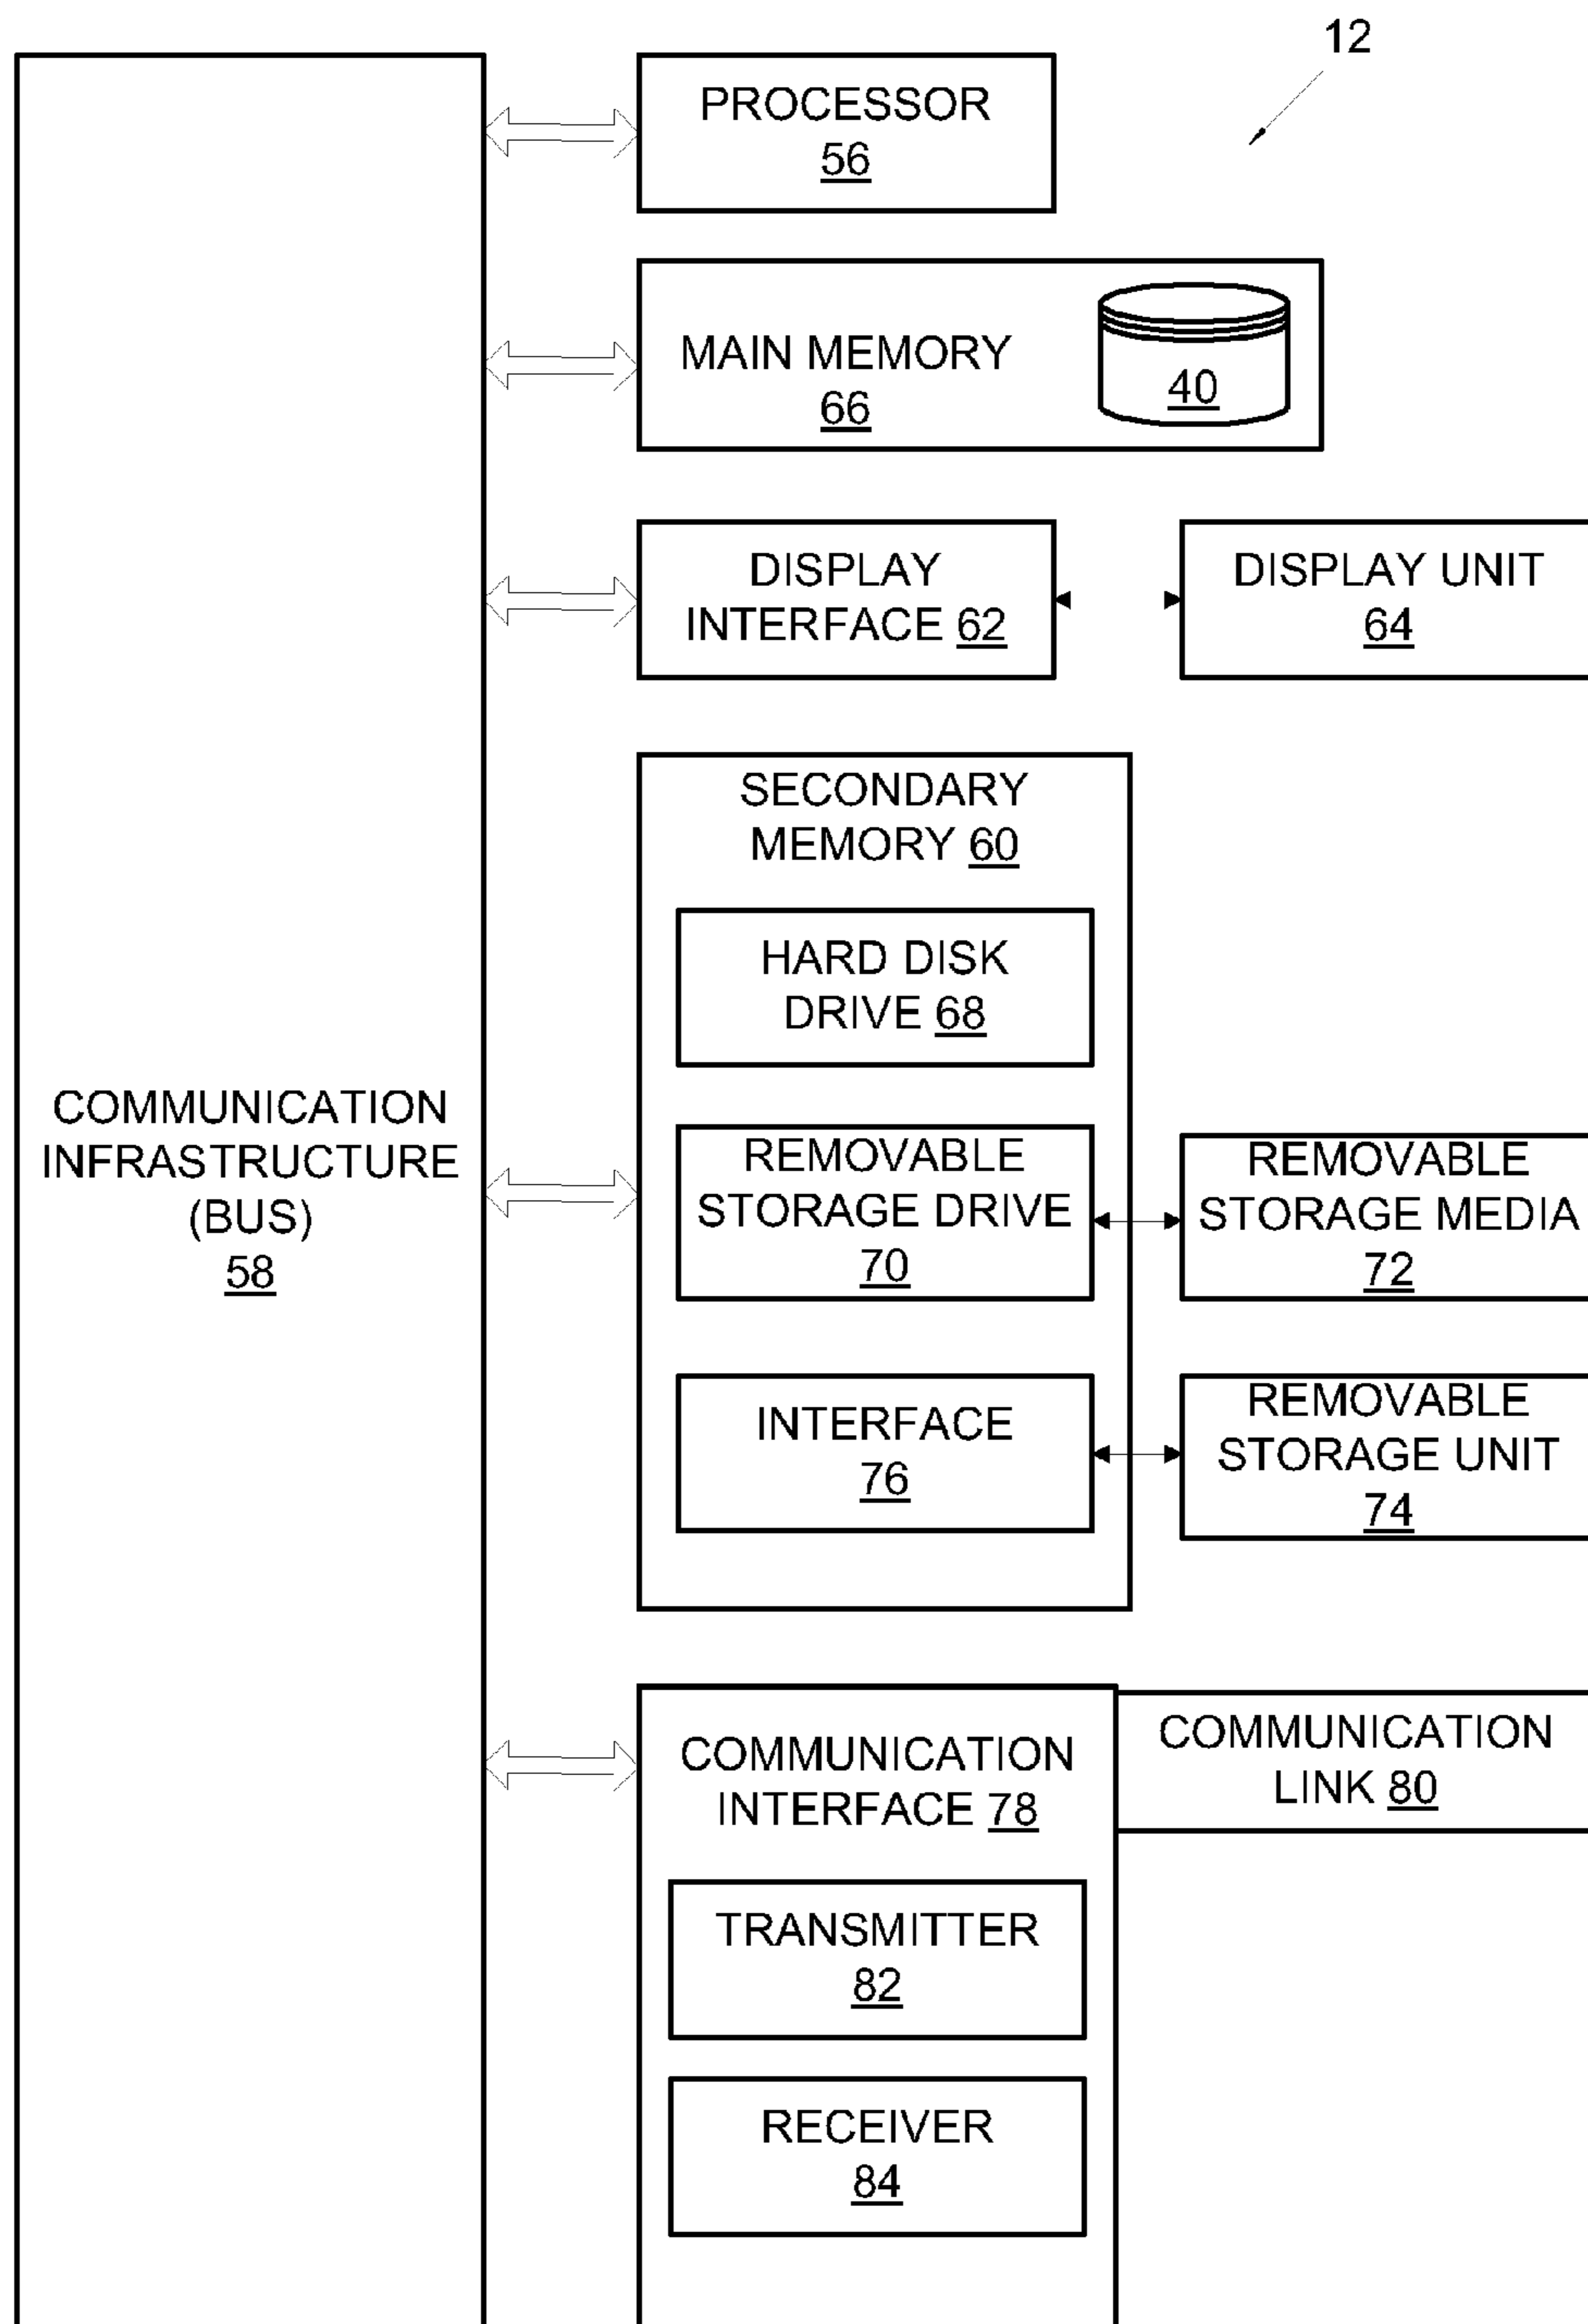 12
PROCESSOR
56
MAIN MEMORY
66
40
DISPLAY
INTERFACE 62
DISPLAY UNIT
64
SECONDARY
MEMORY 60
HARD DISK
DRIVE 68
COMMUNICATION
INFRASTRUCTURE
(BUS)
58
REMOVABLE
STORAGE DRIVE
70
REMOVABLE
STORAGE MEDIA
72
INTERFACE
76
REMOVABLE
STORAGE UNIT
74
COMMUNICATION
INTERFACE 78
COMMUNICATION
LINK 80
TRANSMITTER
82
RECEIVER
84